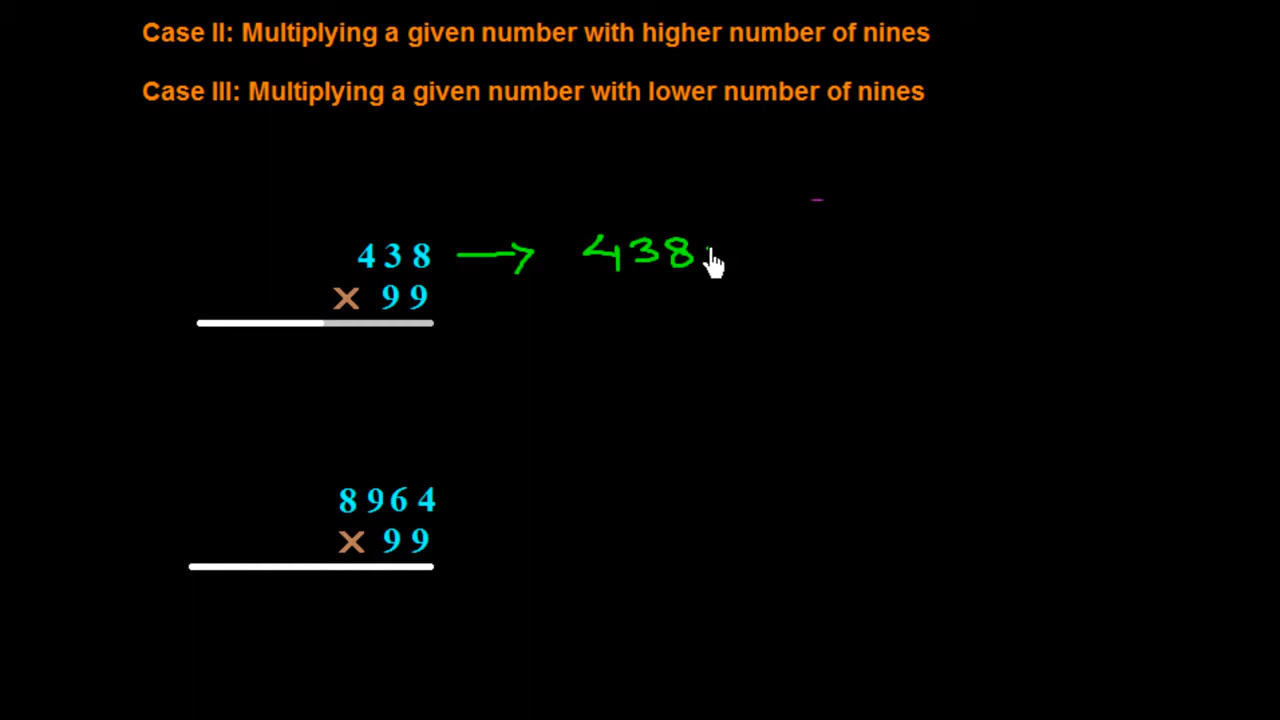 Case II: Multiplying a given number with higher number of nines
Case III: Multiplying a given number with lower number of nines
438 → 438
× 99
8964
× 99